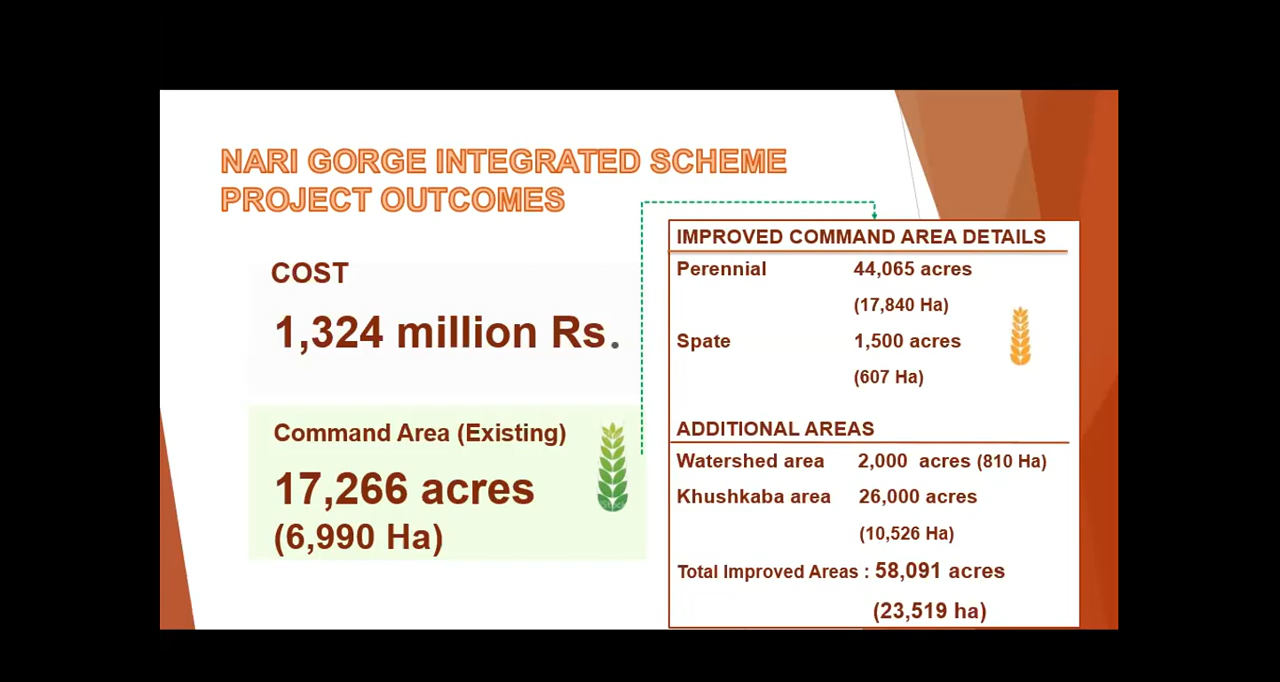 NARI GORGE INTEGRATED SCHEME
PROJECT OUTCOMES
COST
1,324 million Rs.
Command Area (Existing)
17,266 acres
(6,990 Ha)
IMPROVED COMMAND AREA DETAILS
Perennial 44,065 acres
(17,840 Ha)
Spate 1,500 acres
(607 Ha)
ADDITIONAL AREAS
Watershed area 2,000 acres (810 Ha)
Khushkaba area 26,000 acres
(10,526 Ha)
Total Improved Areas : 58,091 acres
(23,519 ha)